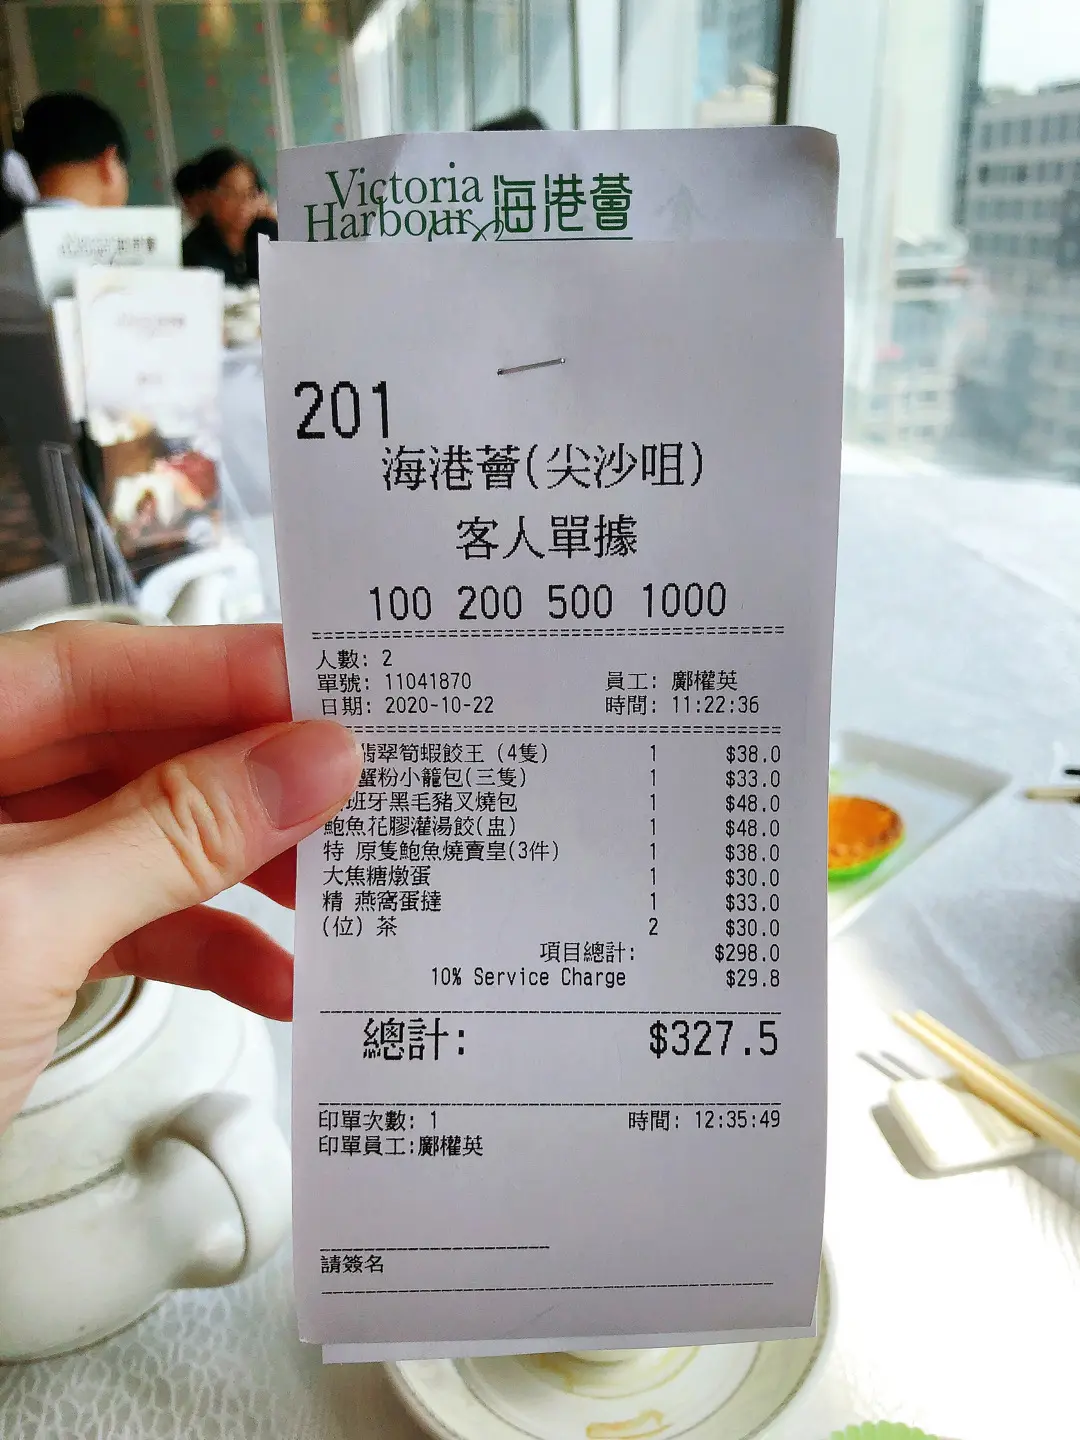 Victoria
Harbour 海港薈
201
海港薈(尖沙咀)
客人單據
100 200 500 1000
人數: 2
單號: 11041870 員工: 鄺權英
日期: 2020-10-22 時間: 11:22:36
翡翠筍蝦餃王 (4隻) 1 $38.0
蟹粉小籠包(三隻) 1 $33.0
班牙黑毛豬叉燒包 1 $48.0
鮑魚花膠灌湯餃(盅) 1 $48.0
特 原隻鮑魚燒賣皇(3件) 1 $38.0
大焦糖燉蛋 1 $30.0
精 燕窩蛋撻 1 $33.0
(位) 茶 2 $30.0
項目總計: $298.0
10% Service Charge $29.8
總計: $327.5
印單次數: 1 時間: 12:35:49
印單員工:鄺權英
請簽名